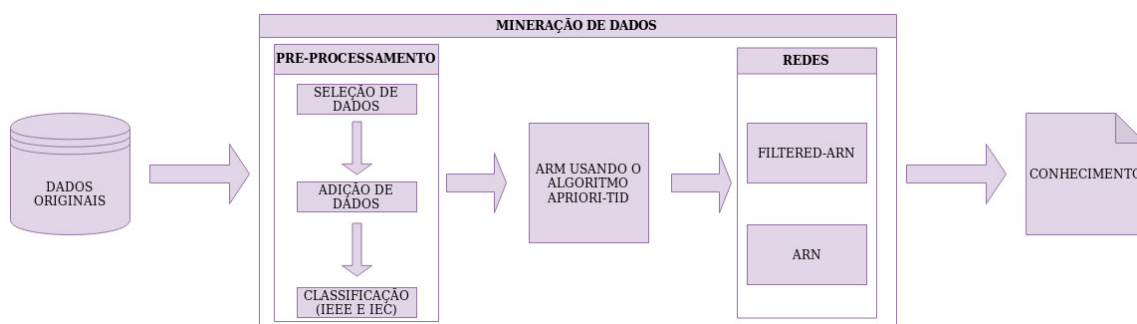 MINERAÇÃO DE DADOS
PRE-PROCESSAMENTO
SELEÇÃO DE
DADOS
ADIÇÃO DE
DADOS
CLASSIFICAÇÃO
(IEEE E IEC)
DADOS
ORIGINAIS
ARM USANDO O
ALGORITMO
APRIORI-TID
REDES
FILTERED-ARN
ARN
CONHECIMENTO